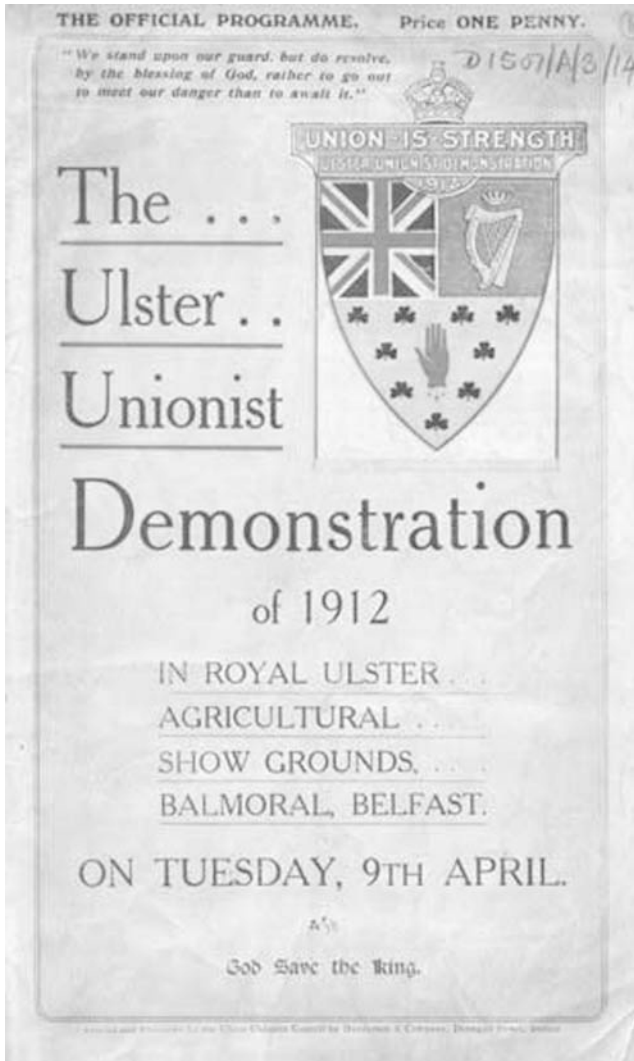 THE OFFICIAL PROGRAMME. Price ONE PENNY.
"We stand upon our guard, but do resolve,
by the blessing of God, rather to go out
to meet our danger than to await it."
D1507/A/3/14
UNION-IS-STRENGTH
ULSTER UNIONIST DEMONSTRATION
1912
The ...
Ulster ..
Unionist
Demonstration
of 1912
IN ROYAL ULSTER ...
AGRICULTURAL ....
SHOW GROUNDS, ....
BALMORAL, BELFAST.
ON TUESDAY, 9TH APRIL.
God Save the King.